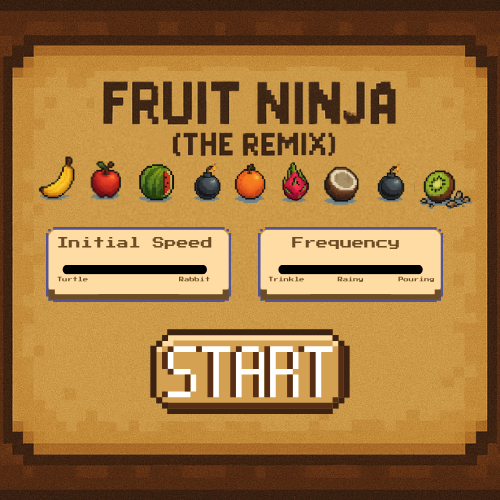 FRUIT NINJA
(THE REMIX)
Initial Speed
Turtle Rabbit
Frequency
Trinkle Rainy Pouring
START